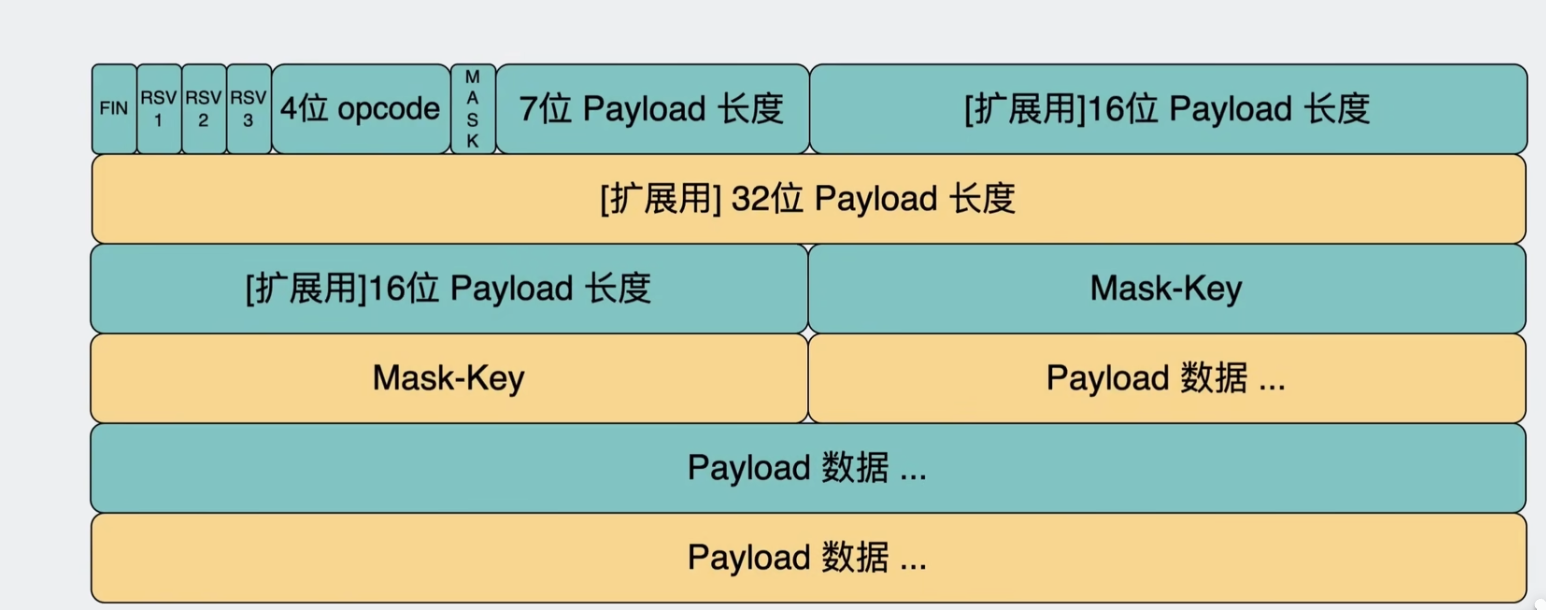 FIN
RSV
1
RSV
2
RSV
3
4位 opcode
M
A
S
K
7位 Payload 长度
[扩展用]16位 Payload 长度
[扩展用] 32位 Payload 长度
[扩展用]16位 Payload 长度
Mask-Key
Mask-Key
Payload 数据 ...
Payload 数据 ...
Payload 数据 ...